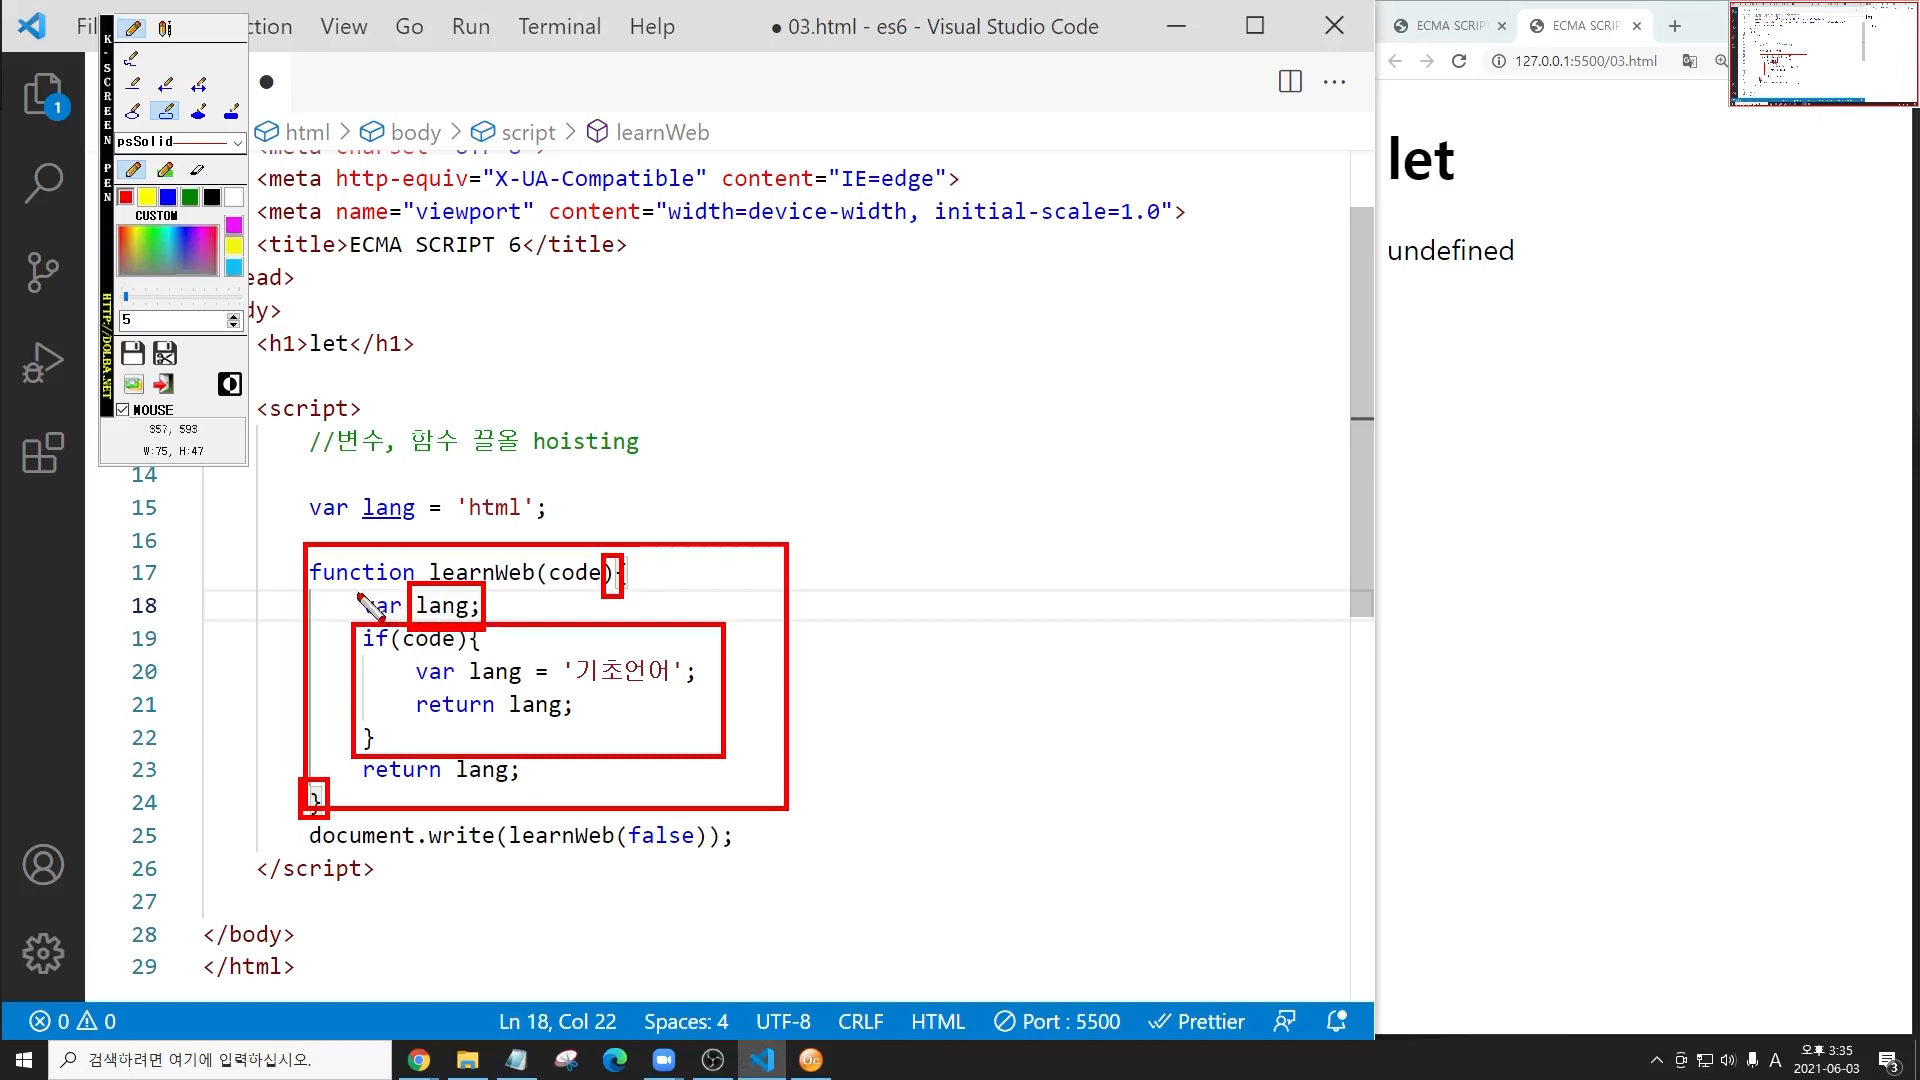 Fil
ction
View
Go
Run
Terminal
Help
● 03.html - es6 - Visual Studio Code
K-SCREEN PEN
HTTP://DOLBA.NET
psSolid
CUSTOM
5
MOUSE
357, 593
W:75, H:47
1
html > body > script > learnWeb
<meta http-equiv="X-UA-Compatible" content="IE=edge">
<meta name="viewport" content="width=device-width, initial-scale=1.0">
<title>ECMA SCRIPT 6</title>
ead>
dy>
<h1>let</h1>
<script>
//변수, 함수 끌올 hoisting
14
15 var lang = 'html';
16
17 function learnWeb(code){
18 var lang;
19 if(code){
20 var lang = '기초언어';
21 return lang;
22 }
23 return lang;
24 }
25 document.write(learnWeb(false));
26 </script>
27
28 </body>
29 </html>
0 0
Ln 18, Col 22
Spaces: 4
UTF-8
CRLF
HTML
Port : 5500
Prettier
ECMA SCRIP
ECMA SCRIP
127.0.0.1:5500/03.html
let
undefined
검색하려면 여기에 입력하십시오.
A
오후 3:35
2021-06-03
3